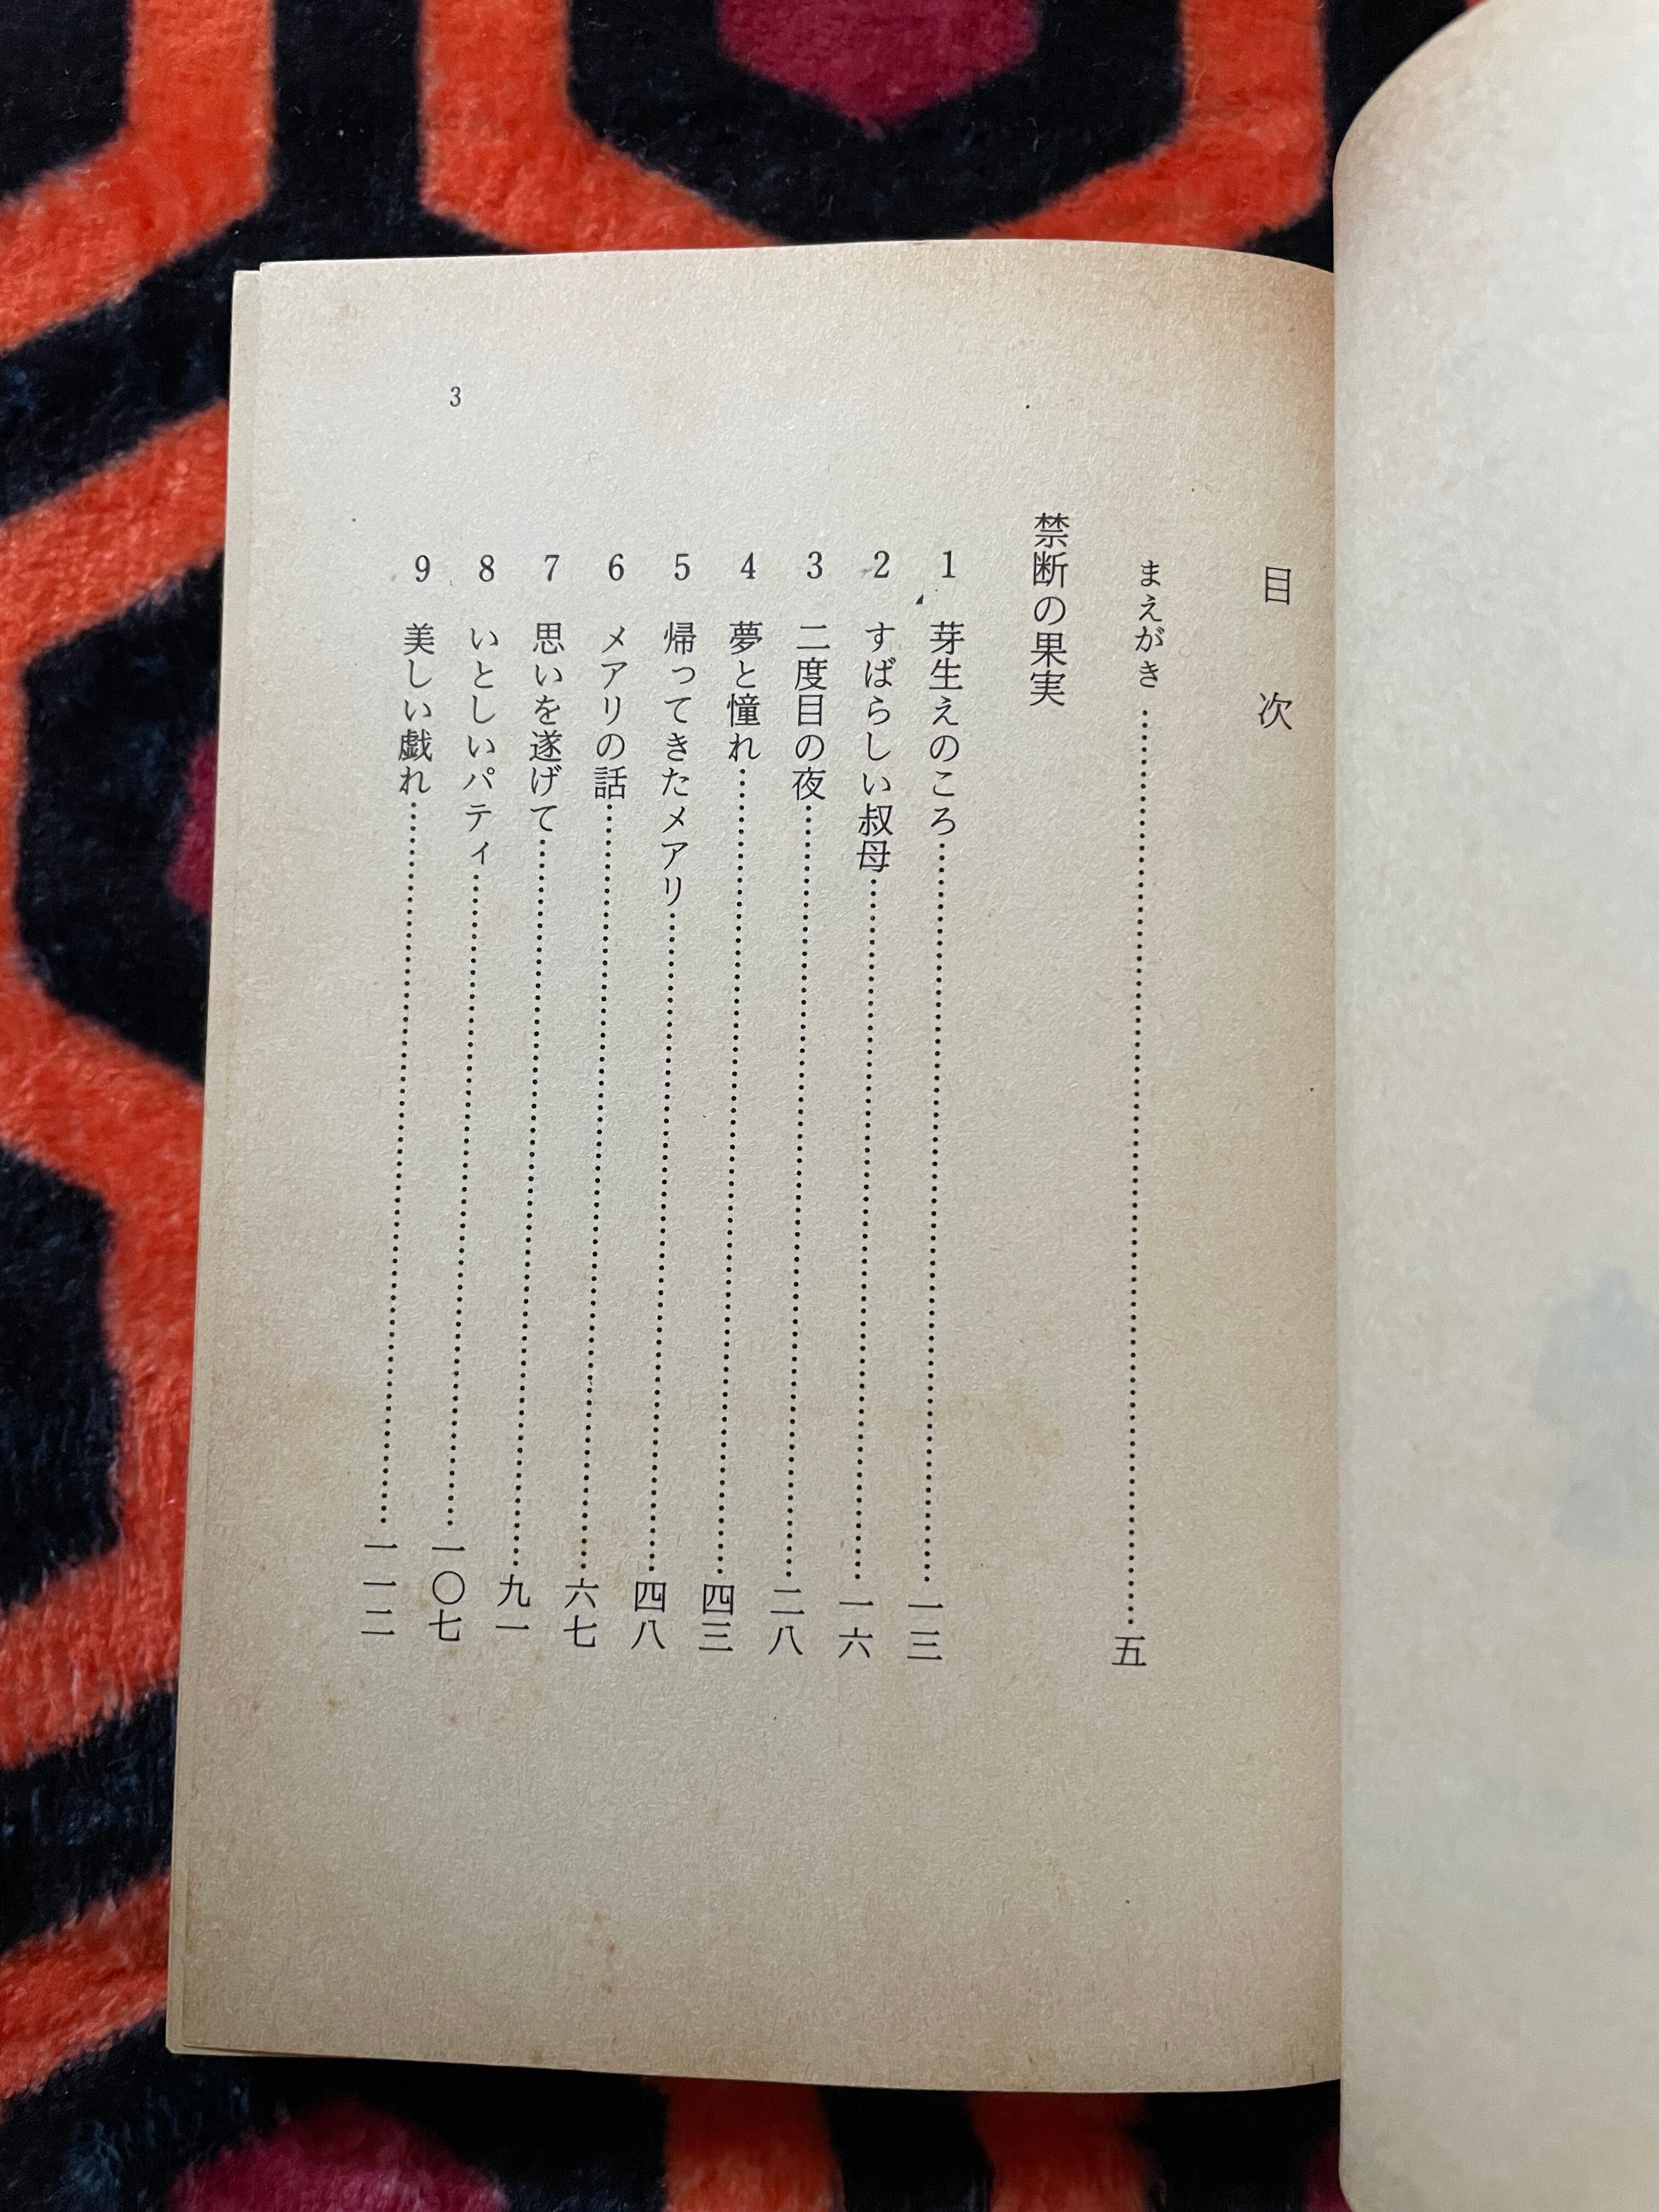 目次
まえがき……五
禁断の果実
1 芽生えのころ……一三
2 すばらしい叔母……一六
3 二度目の夜……二八
4 夢と憧れ……四三
5 帰ってきたメアリ……四八
6 メアリの話……六七
7 思いを遂げて……九一
8 いとしいパティ……一〇七
9 美しい戯れ……一一二
3